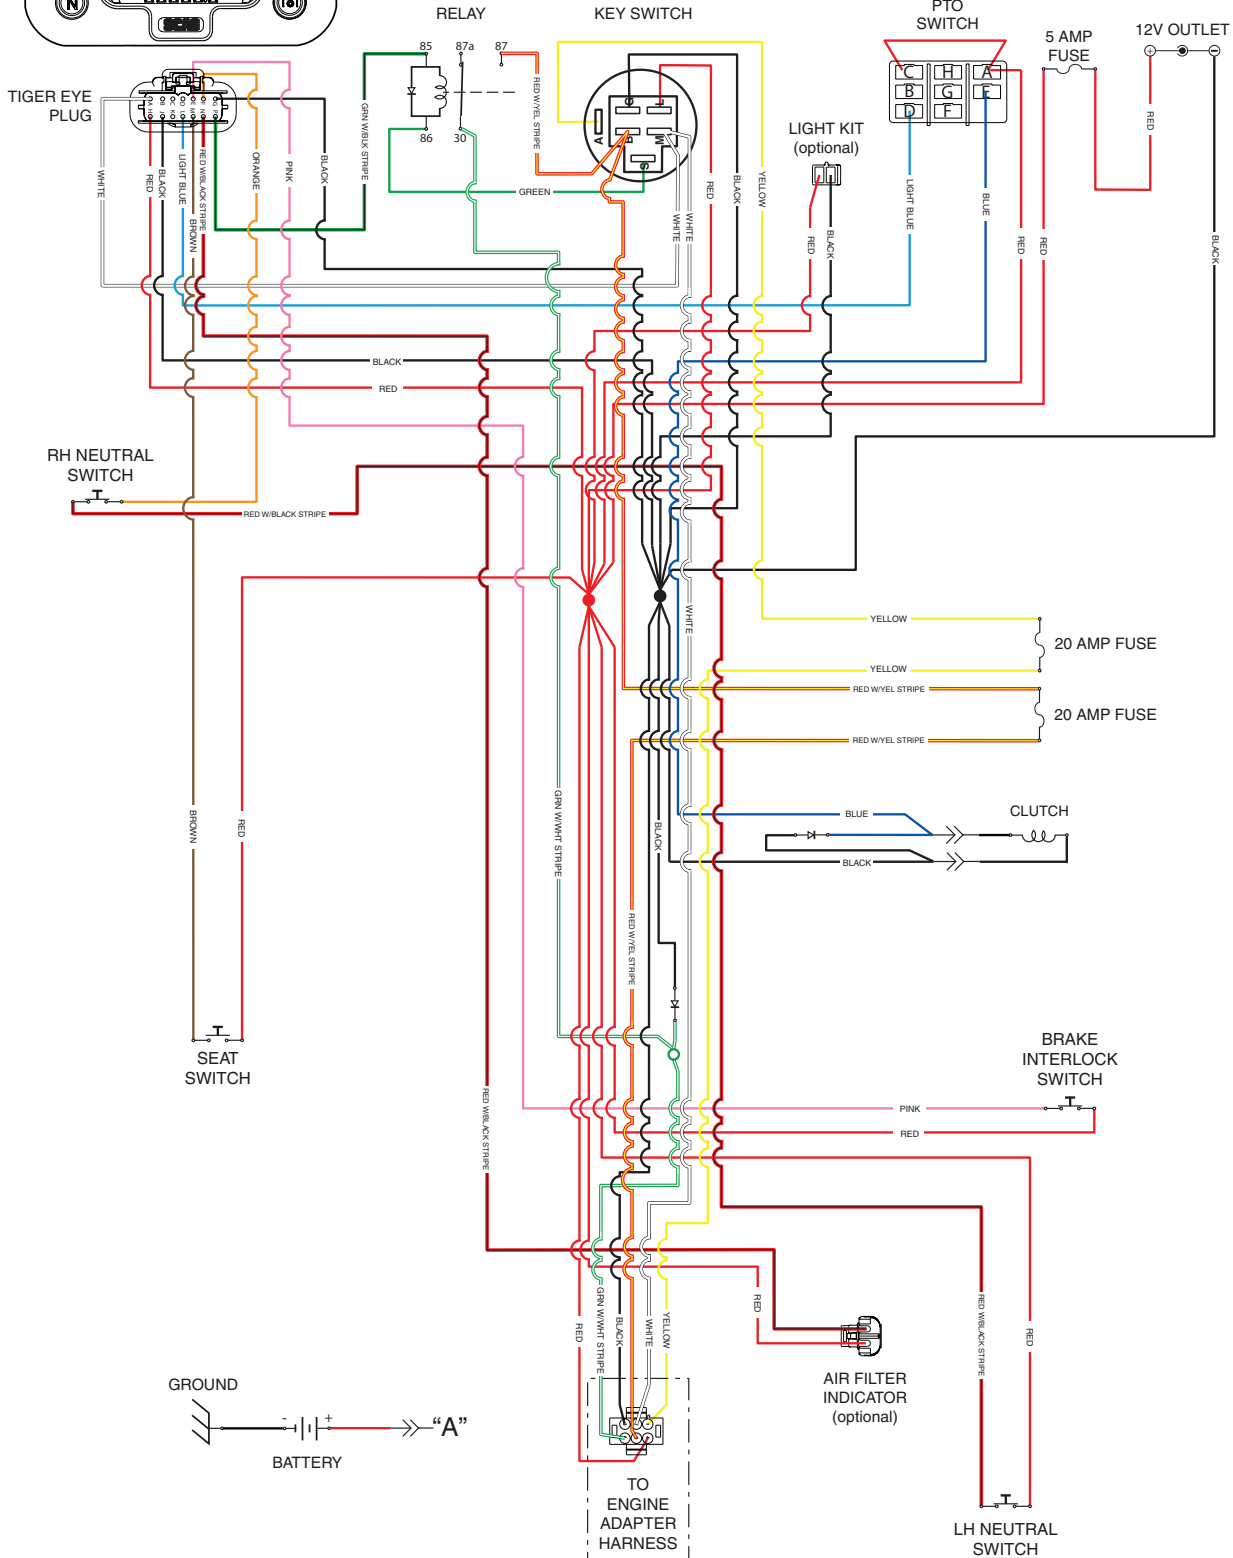 N
SCAG
RELAY
KEY SWITCH
PTO
SWITCH
5 AMP
FUSE
12V OUTLET
TIGER EYE
PLUG
85
87a
87
86
30
GRN W/BLK STRIPE
RED W/YEL STRIPE
GREEN
A
G
L
B
M
S
LIGHT KIT
(optional)
C
H
A
B
G
E
D
F
RED
WHITE
RED
BLACK
LIGHT BLUE
BROWN
RED W/BLACK STRIPE
ORANGE
PINK
BLACK
WHITE
WHITE
RED
BLACK
YELLOW
RED
BLACK
LIGHT BLUE
BLUE
RED
RED
BLACK
BLACK
RED
RH NEUTRAL
SWITCH
RED W/BLACK STRIPE
WHITE
YELLOW
20 AMP FUSE
YELLOW
RED W/YEL STRIPE
20 AMP FUSE
RED W/YEL STRIPE
BROWN
RED
GRN W/WHT STRIPE
BLACK
BLUE
CLUTCH
BLACK
RED W/YEL STRIPE
SEAT
SWITCH
BRAKE
INTERLOCK
SWITCH
PINK
RED
RED W/BLACK STRIPE
RED
GRN W/WHT STRIPE
BLACK
WHITE
YELLOW
RED
RED W/BLACK STRIPE
RED
AIR FILTER
INDICATOR
(optional)
GROUND
-
+
"A"
BATTERY
TO
ENGINE
ADAPTER
HARNESS
LH NEUTRAL
SWITCH